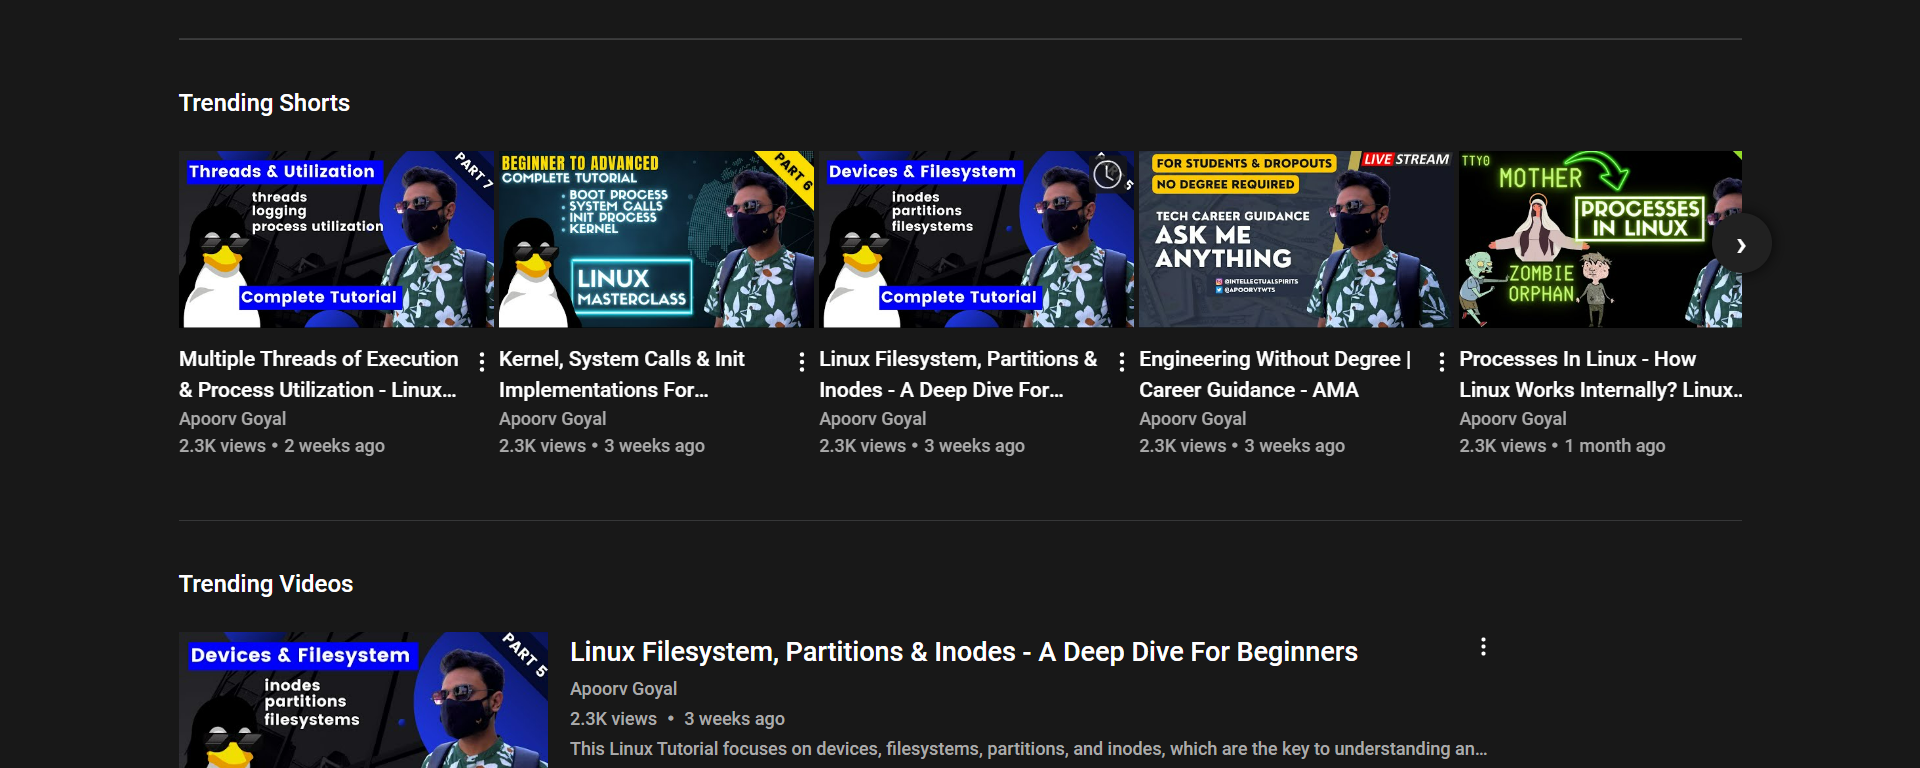 Trending Shorts
Threads & Utilization
PART 7
threads
logging
process utilization
Complete Tutorial
Multiple Threads of Execution
& Process Utilization - Linux...
Apoorv Goyal
2.3K views • 2 weeks ago
BEGINNER TO ADVANCED
COMPLETE TUTORIAL
PART 6
• BOOT PROCESS
• SYSTEM CALLS
• INIT PROCESS
• KERNEL
LINUX
MASTERCLASS
Kernel, System Calls & Init
Implementations For...
Apoorv Goyal
2.3K views • 3 weeks ago
Devices & Filesystem
5
inodes
partitions
filesystems
Complete Tutorial
Linux Filesystem, Partitions &
Inodes - A Deep Dive For...
Apoorv Goyal
2.3K views • 3 weeks ago
FOR STUDENTS & DROPOUTS
NO DEGREE REQUIRED
LIVE STREAM
TECH CAREER GUIDANCE
ASK ME
ANYTHING
@INTELLECTUALSPIRITS
@APOORVTWTS
Engineering Without Degree |
Career Guidance - AMA
Apoorv Goyal
2.3K views • 3 weeks ago
TTY0
MOTHER
PROCESSES
IN LINUX
ZOMBIE
ORPHAN
Processes In Linux - How
Linux Works Internally? Linux..
Apoorv Goyal
2.3K views • 1 month ago
Trending Videos
Devices & Filesystem
PART 5
inodes
partitions
filesystems
Linux Filesystem, Partitions & Inodes - A Deep Dive For Beginners
Apoorv Goyal
2.3K views • 3 weeks ago
This Linux Tutorial focuses on devices, filesystems, partitions, and inodes, which are the key to understanding an...